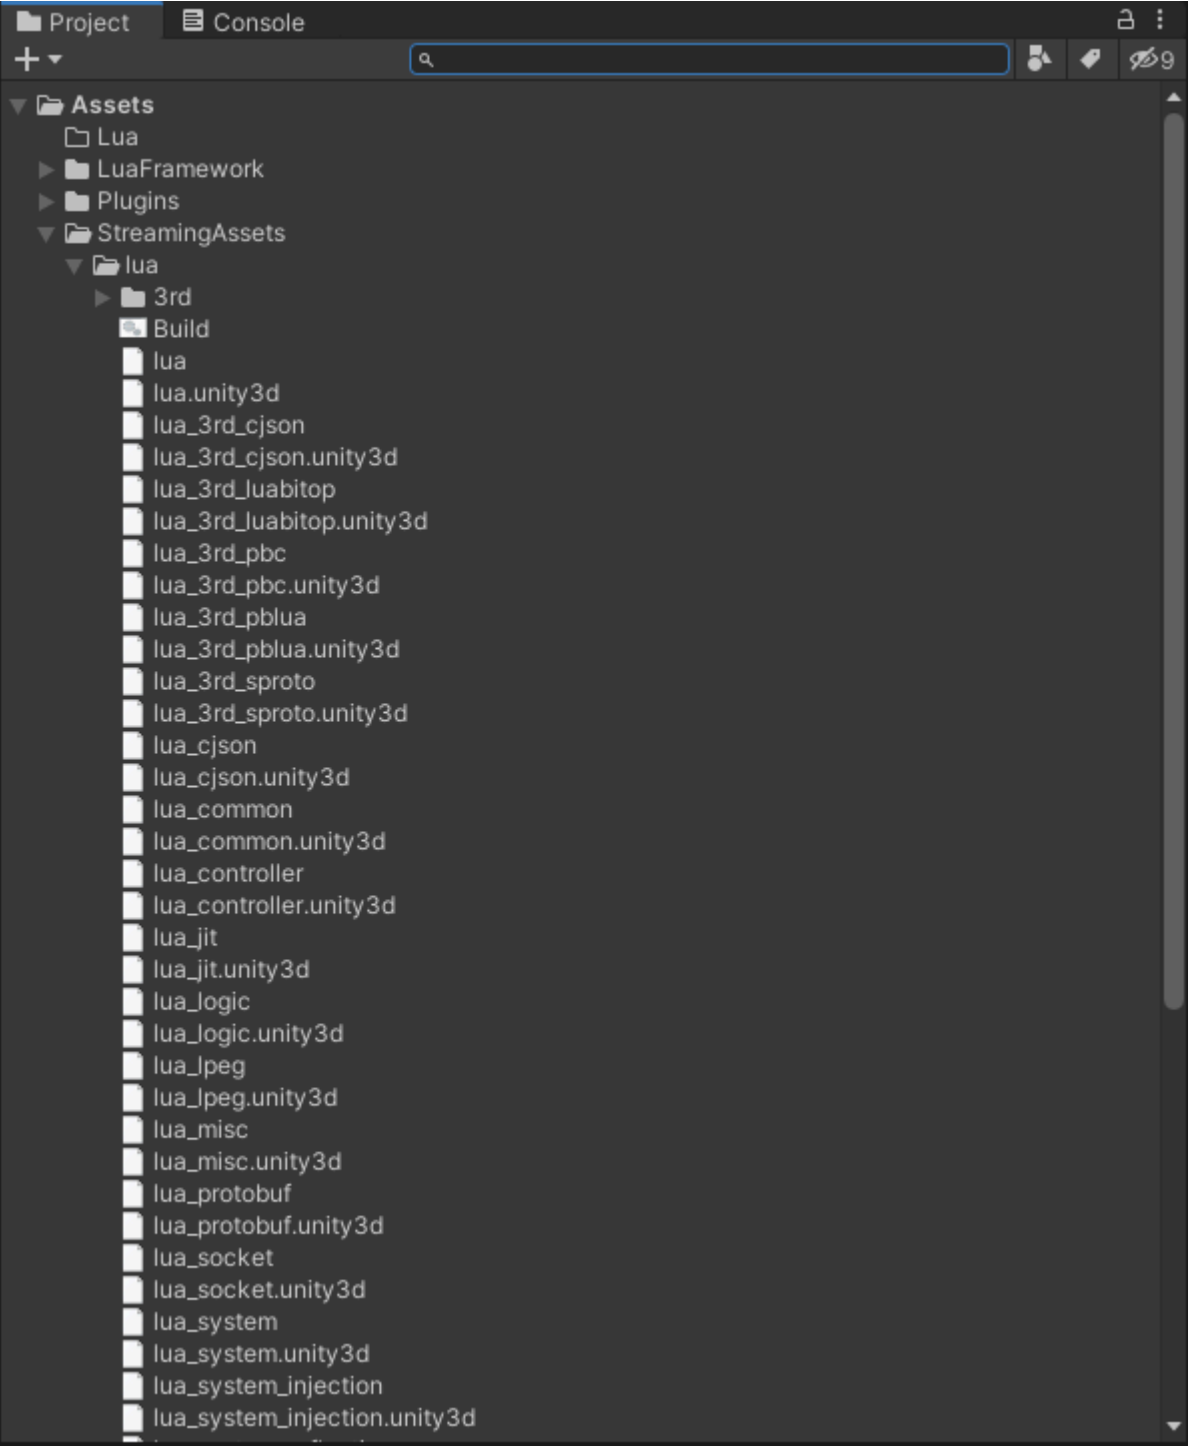 Project Console
9
Assets
Lua
LuaFramework
Plugins
StreamingAssets
lua
3rd
Build
lua
lua.unity3d
lua_3rd_cjson
lua_3rd_cjson.unity3d
lua_3rd_luabitop
lua_3rd_luabitop.unity3d
lua_3rd_pbc
lua_3rd_pbc.unity3d
lua_3rd_pblua
lua_3rd_pblua.unity3d
lua_3rd_sproto
lua_3rd_sproto.unity3d
lua_cjson
lua_cjson.unity3d
lua_common
lua_common.unity3d
lua_controller
lua_controller.unity3d
lua_jit
lua_jit.unity3d
lua_logic
lua_logic.unity3d
lua_lpeg
lua_lpeg.unity3d
lua_misc
lua_misc.unity3d
lua_protobuf
lua_protobuf.unity3d
lua_socket
lua_socket.unity3d
lua_system
lua_system.unity3d
lua_system_injection
lua_system_injection.unity3d